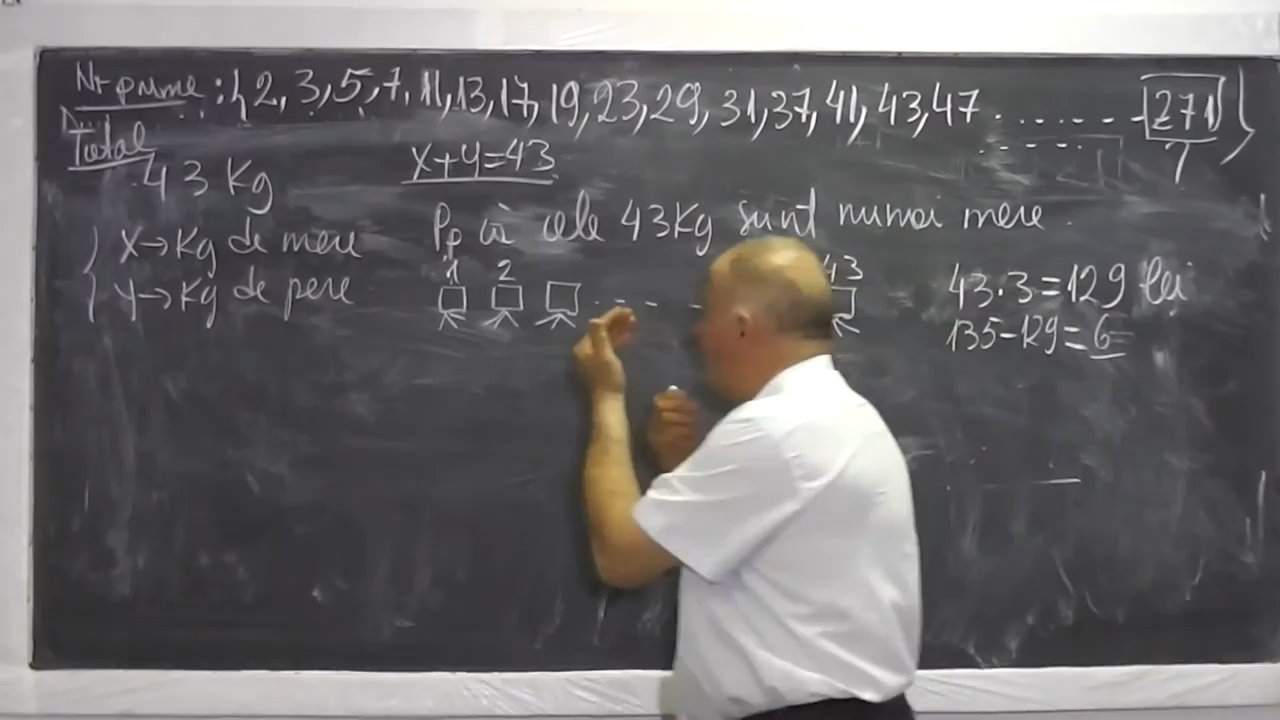 Nr prime : { 2, 3, 5, 7, 11, 13, 17, 19, 23, 29, 31, 37, 41, 43, 47 ........ 271 }
?
Total
43 Kg
x+y=43
x→Kg de mere
y→Kg de pere
Pp că cele 43Kg sunt numai mere.
1 2 43
43·3=129 lei
135-129=6